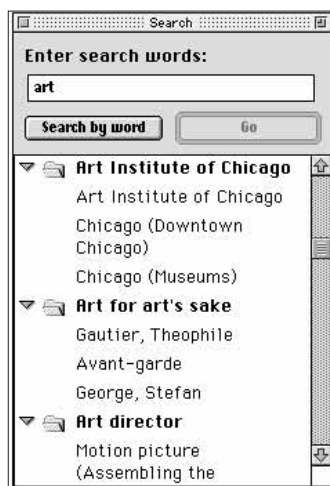 Search
Enter search words:
art
Search by word
Go
Art Institute of Chicago
Art Institute of Chicago
Chicago (Downtown
Chicago)
Chicago (Museums)
Art for art's sake
Gautier, Theophile
Avant-garde
George, Stefan
Art director
Motion picture
(Assembling the